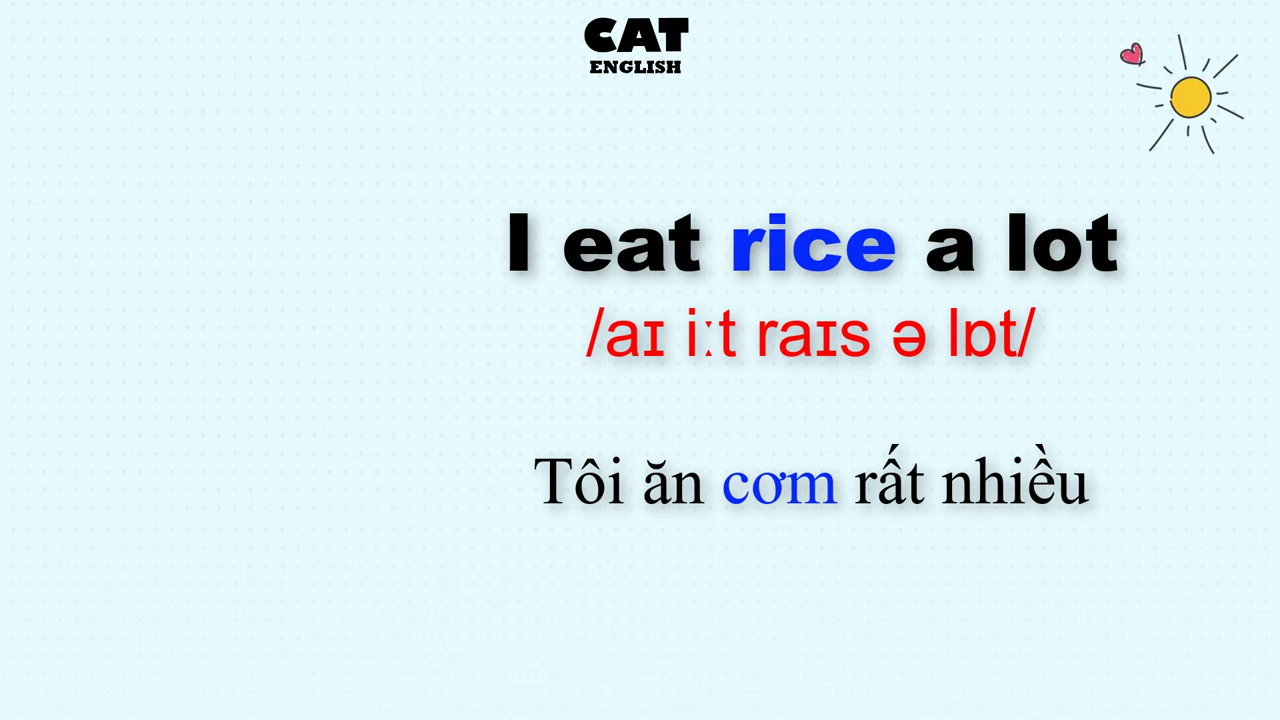 CAT
ENGLISH
I eat rice a lot
/aɪ iːt raɪs ə lɒt/
Tôi ăn cơm rất nhiều